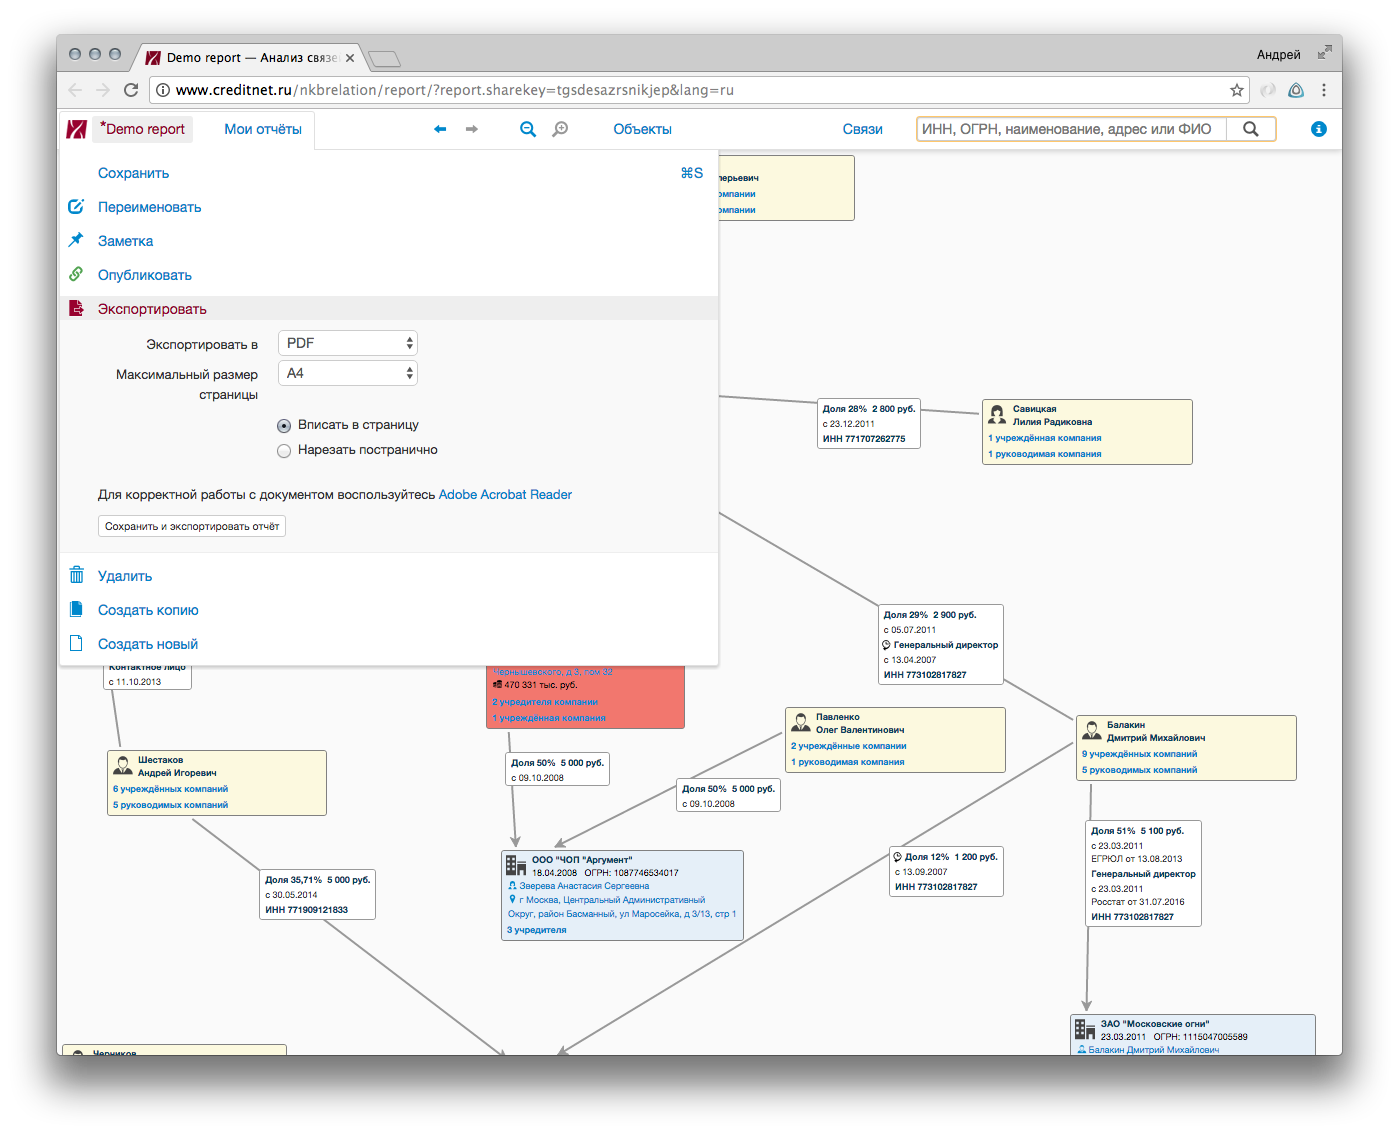 Demo report — Анализ связе
Андрей
www.creditnet.ru/nkbrelation/report/?report.sharekey=tgsdesazrsnikjep&lang=ru
*Demo report
Мои отчёты
Объекты
Связи
ИНН, ОГРН, наименование, адрес или ФИО
Сохранить ⌘S
Переименовать
Заметка
Опубликовать
Экспортировать
Экспортировать в PDF
Максимальный размер A4
страницы
Вписать в страницу
Нарезать постранично
Для корректной работы с документом воспользуйтесь Adobe Acrobat Reader
Сохранить и экспортировать отчёт
Удалить
Создать копию
Создать новый
лерьевич
омпании
омпании
Доля 28% 2 800 руб.
с 23.12.2011
ИНН 771707262775
Савицкая
Лилия Радиковна
1 учреждённая компания
1 руководимая компания
Доля 29% 2 900 руб.
с 05.07.2011
Генеральный директор
с 13.04.2007
ИНН 773102817827
Контактное лицо
с 11.10.2013
Чернышевского, д 3, пом 32
470 331 тыс. руб.
2 учредителя компании
1 учреждённая компания
Павленко
Олег Валентинович
2 учреждённые компании
1 руководимая компания
Балакин
Дмитрий Михайлович
9 учреждённых компаний
5 руководимых компаний
Шестаков
Андрей Игоревич
6 учреждённых компаний
5 руководимых компаний
Доля 50% 5 000 руб.
с 09.10.2008
Доля 50% 5 000 руб.
с 09.10.2008
Доля 51% 5 100 руб.
с 23.03.2011
ЕГРЮЛ от 13.08.2013
Генеральный директор
с 23.03.2011
Росстат от 31.07.2016
ИНН 773102817827
ООО "ЧОП "Аргумент"
18.04.2008 ОГРН: 1087746534017
Зверева Анастасия Сергеевна
г Москва, Центральный Административный
Округ, район Басманный, ул Маросейка, д 3/13, стр 1
3 учредителя
Доля 12% 1 200 руб.
с 13.09.2007
ИНН 773102817827
Доля 35,71% 5 000 руб.
с 30.05.2014
ИНН 771909121833
ЗАО "Московские огни"
23.03.2011 ОГРН: 1115047005589
Балакин Дмитрий Михайлович
Черников